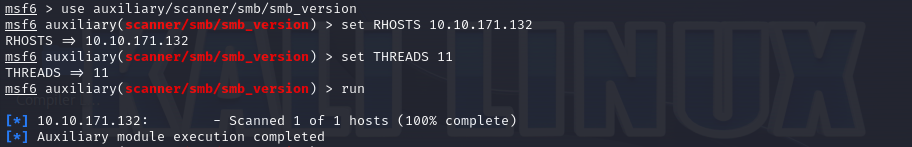 msf6 > use auxiliary/scanner/smb/smb_version
msf6 auxiliary(scanner/smb/smb_version) > set RHOSTS 10.10.171.132
RHOSTS => 10.10.171.132
msf6 auxiliary(scanner/smb/smb_version) > set THREADS 11
THREADS => 11
msf6 auxiliary(scanner/smb/smb_version) > run
[*] 10.10.171.132:        - Scanned 1 of 1 hosts (100% complete)
[*] Auxiliary module execution completed
KALI LINUX